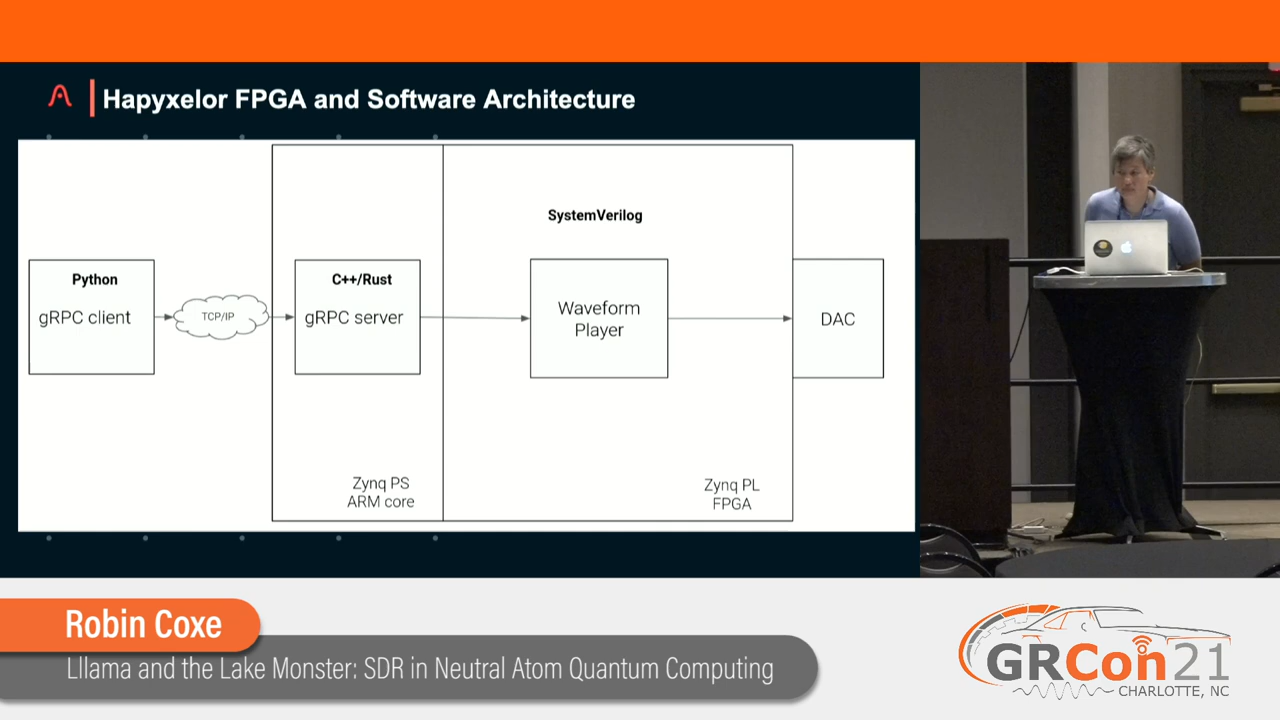 Hapyxelor FPGA and Software Architecture
SystemVerilog
Python
gRPC client
TCP/IP
C++/Rust
gRPC server
Waveform
Player
DAC
Zynq PS
ARM core
Zynq PL
FPGA
Robin Coxe
Lllama and the Lake Monster: SDR in Neutral Atom Quantum Computing
GRCon21
CHARLOTTE, NC